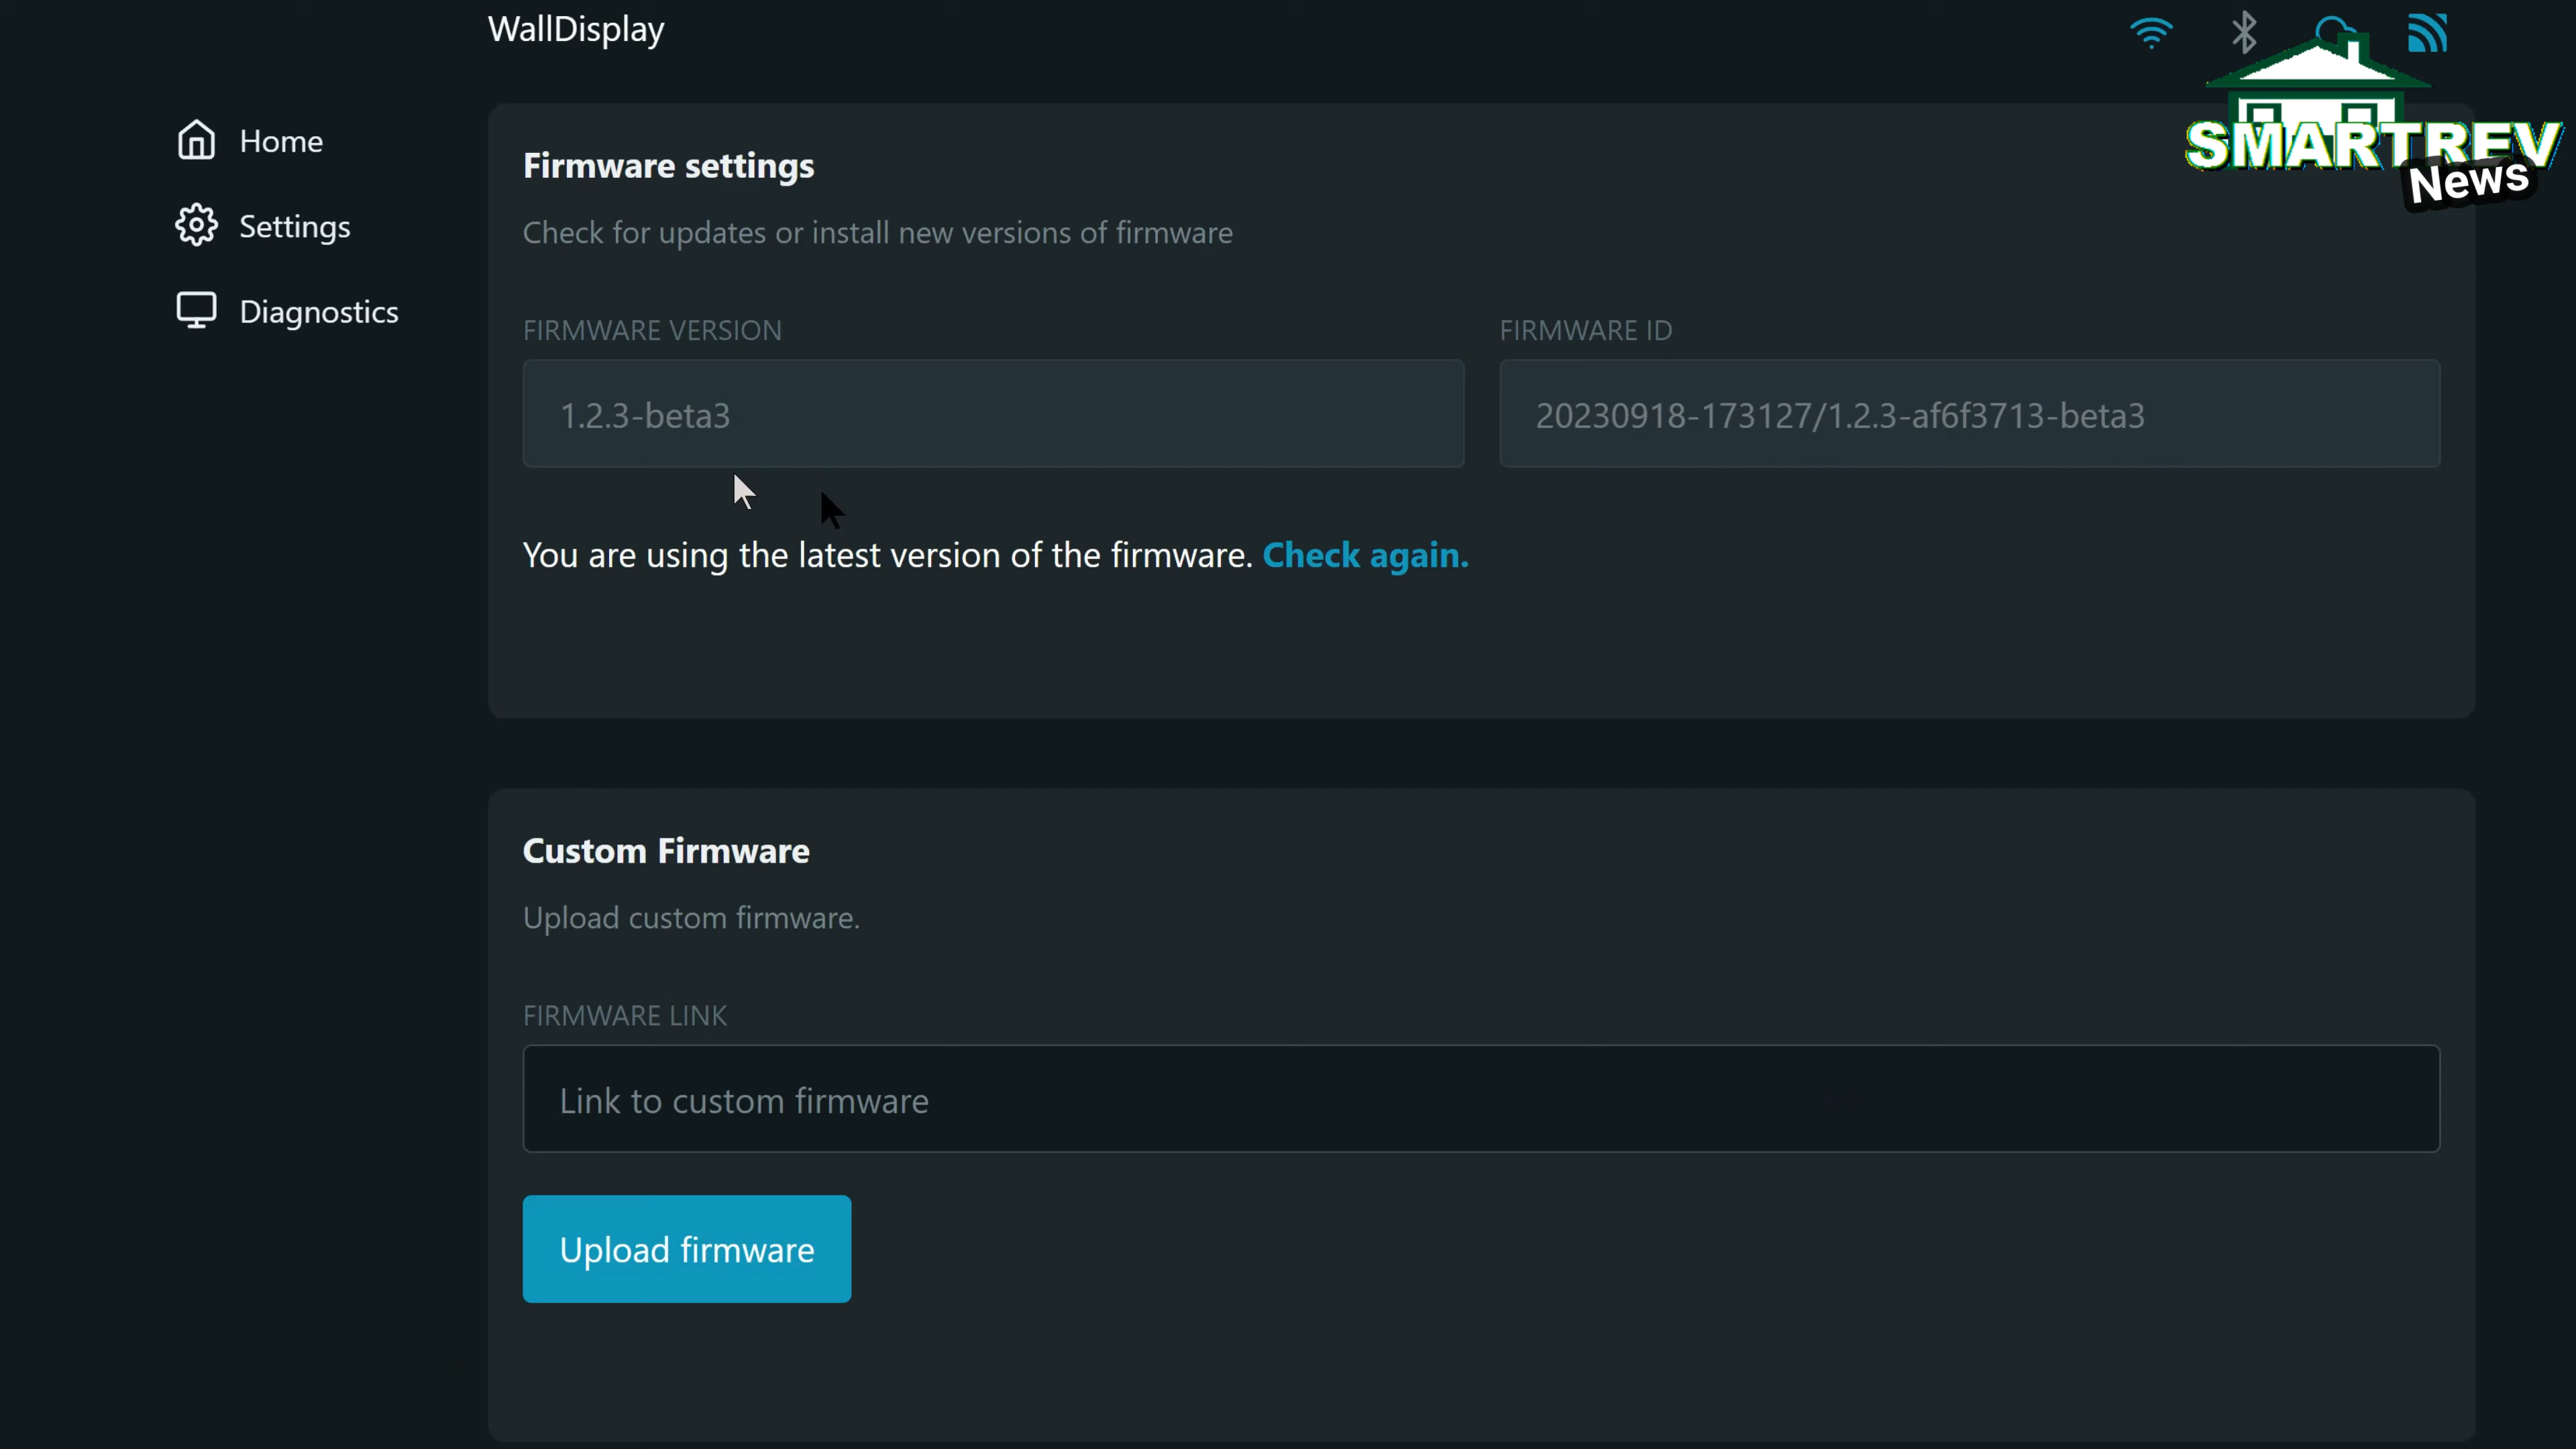 WallDisplay
SMARTREV
News
Home
Settings
Diagnostics
Firmware settings
Check for updates or install new versions of firmware
FIRMWARE VERSION
FIRMWARE ID
1.2.3-beta3
20230918-173127/1.2.3-af6f3713-beta3
You are using the latest version of the firmware. Check again.
Custom Firmware
Upload custom firmware.
FIRMWARE LINK
Link to custom firmware
Upload firmware